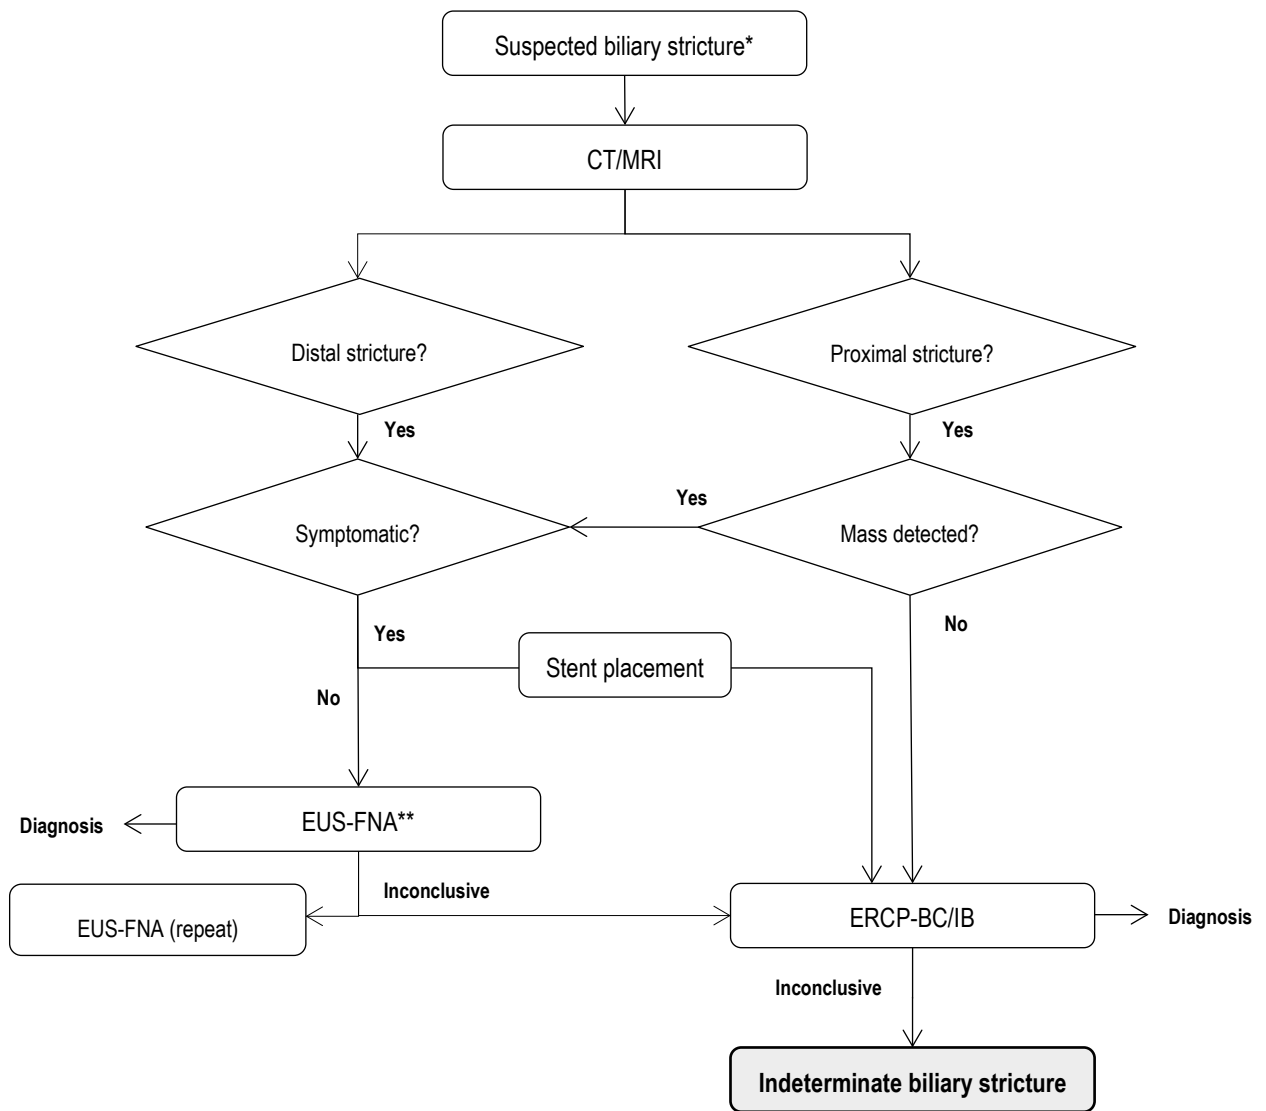 Suspected biliary stricture*
CT/MRI
Distal stricture?
Proximal stricture?
Yes
Yes
Symptomatic?
Yes
Mass detected?
Yes
No
Stent placement
No
EUS-FNA**
Diagnosis
Inconclusive
EUS-FNA (repeat)
ERCP-BC/IB
Diagnosis
Inconclusive
Indeterminate biliary stricture